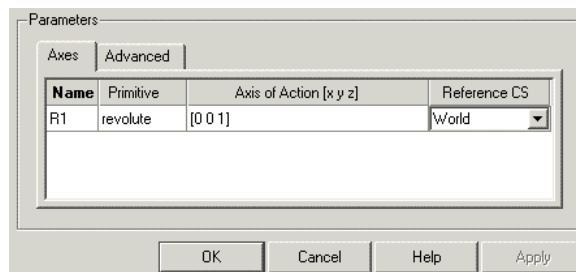 Parameters
Axes Advanced
Name Primitive Axis of Action [x y z] Reference CS
R1 revolute [0 0 1] World
OK Cancel Help Apply